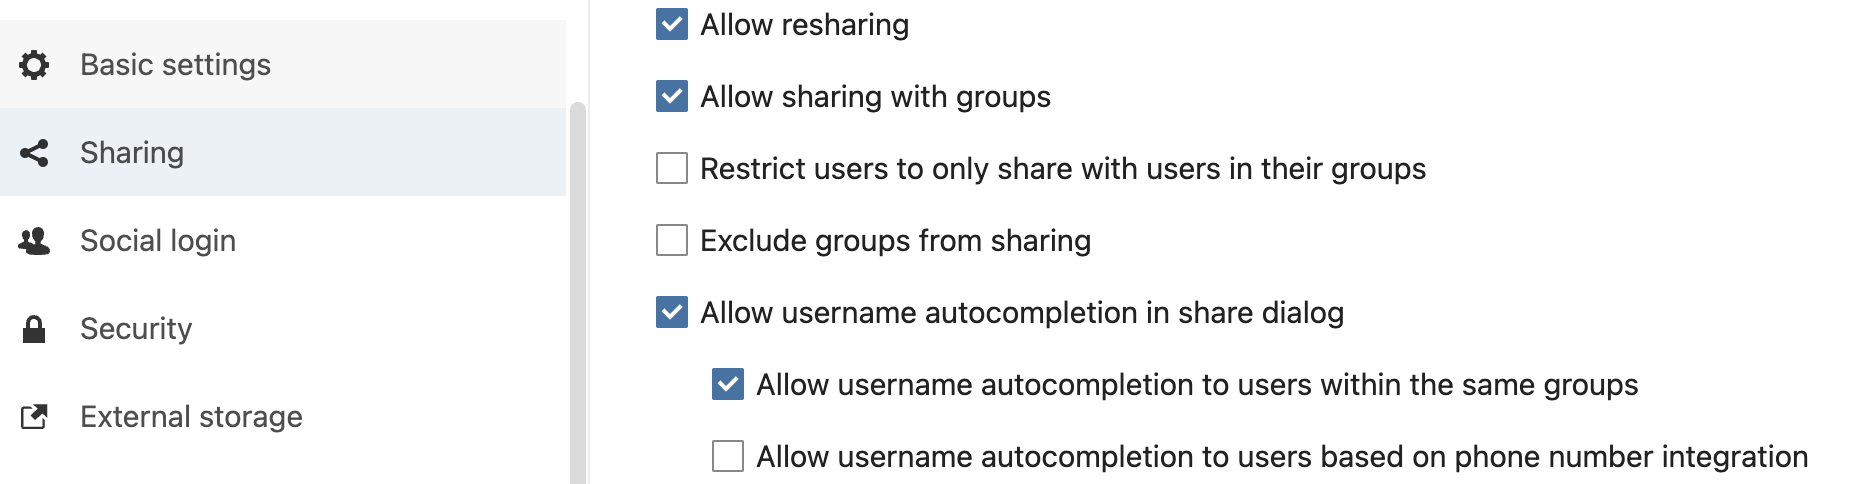 Basic settings
Sharing
Social login
Security
External storage
Allow resharing
Allow sharing with groups
Restrict users to only share with users in their groups
Exclude groups from sharing
Allow username autocompletion in share dialog
Allow username autocompletion to users within the same groups
Allow username autocompletion to users based on phone number integration